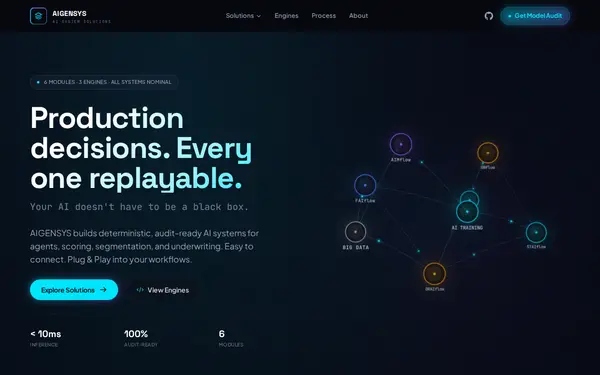 AIGENSYS
AI DESIGN SOLUTIONS
Solutions
Engines
Process
About
Get Model Audit
6 MODULES · 3 ENGINES · ALL SYSTEMS NOMINAL
Production
decisions. Every
one replayable.
Your AI doesn't have to be a black box.
AIGENSYS builds deterministic, audit-ready AI systems for
agents, scoring, segmentation, and underwriting. Easy to
connect. Plug & Play into your workflows.
Explore Solutions →
</> View Engines
< 10ms
INFERENCE
100%
AUDIT-READY
6
MODULES
AIMflow
FAIflow
AI TRAINING
BIG DATA